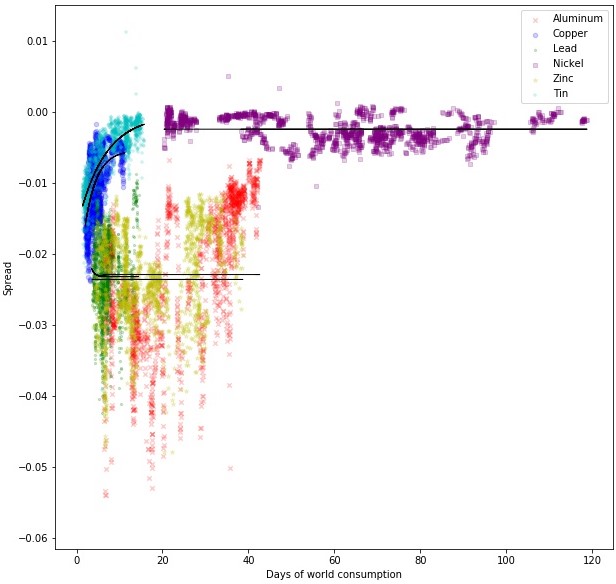 Aluminum
Copper
Lead
Nickel
Zinc
Tin
0.01
0.00
−0.01
−0.02
−0.03
−0.04
−0.05
−0.06
Spread
0 20 40 60 80 100 120
Days of world consumption